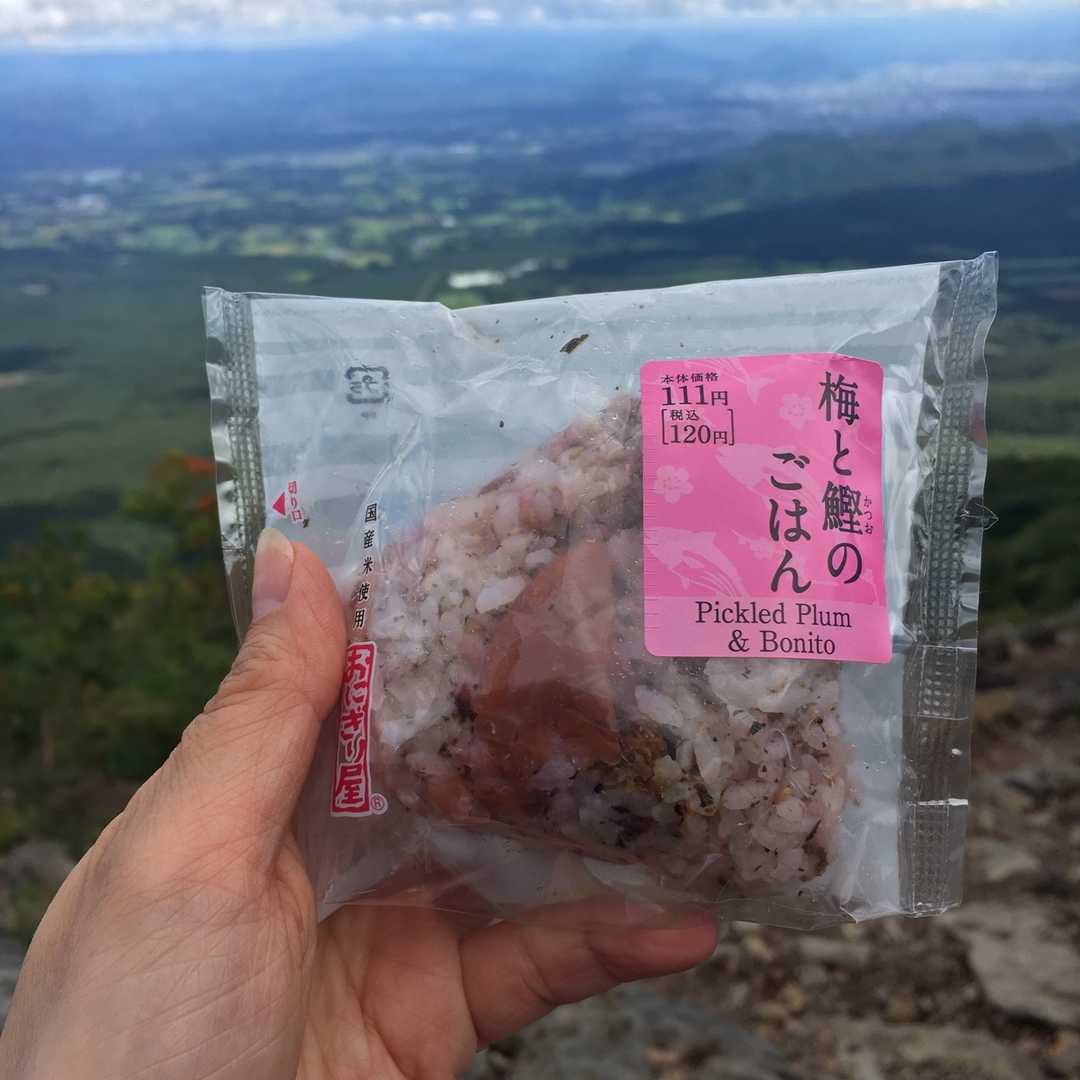 本体価格
111円
[税込
120円]
梅と鰹の
かつお
ごはん
Pickled Plum
& Bonito
プラ
切り口
国産米使用
おにぎり屋®